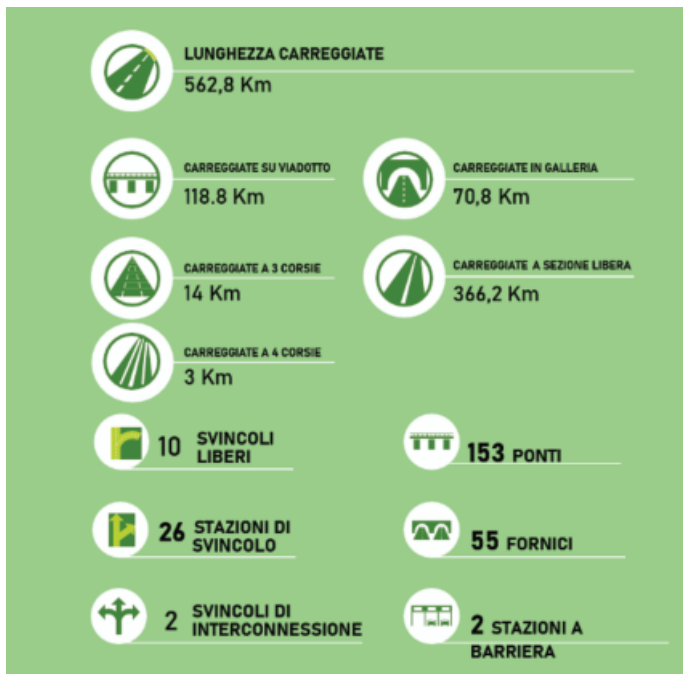 LUNGHEZZA CARREGGIATE
562,8 Km
CARREGGIATE SU VIADOTTO
118.8 Km
CARREGGIATE IN GALLERIA
70,8 Km
CARREGGIATE A 3 CORSIE
14 Km
CARREGGIATE A SEZIONE LIBERA
366,2 Km
CARREGGIATE A 4 CORSIE
3 Km
10 SVINCOLI
LIBERI
153 PONTI
26 STAZIONI DI
SVINCOLO
55 FORNICI
2 SVINCOLI DI
INTERCONNESSIONE
2 STAZIONI A
BARRIERA